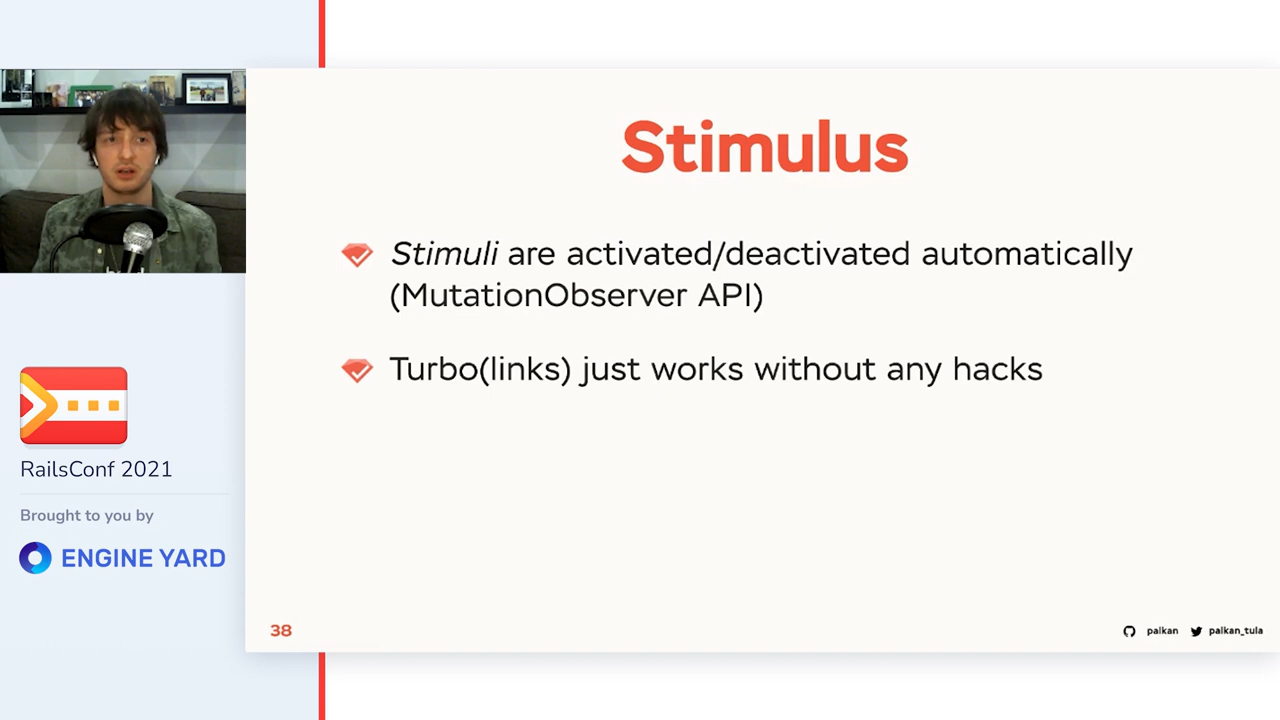 Stimulus
Stimuli are activated/deactivated automatically
(MutationObserver API)
Turbo(links) just works without any hacks
RailsConf 2021
Brought to you by
ENGINE YARD
38
palkan
palkan_tula